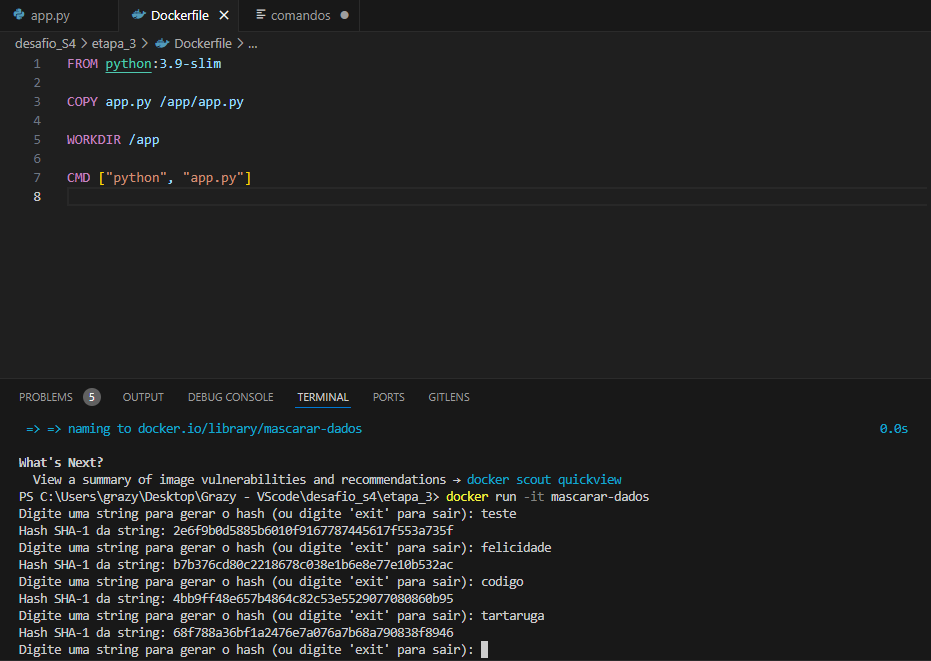 app.py Dockerfile comandos
desafio_S4 > etapa_3 > Dockerfile > ...
1 FROM python:3.9-slim
2
3 COPY app.py /app/app.py
4
5 WORKDIR /app
6
7 CMD ["python", "app.py"]
8
PROBLEMS 5 OUTPUT DEBUG CONSOLE TERMINAL PORTS GITLENS
=> => naming to docker.io/library/mascarar-dados 0.0s
What's Next?
View a summary of image vulnerabilities and recommendations → docker scout quickview
PS C:\Users\grazy\Desktop\Grazy - VScode\desafio_s4\etapa_3> docker run -it mascarar-dados
Digite uma string para gerar o hash (ou digite 'exit' para sair): teste
Hash SHA-1 da string: 2e6f9b0d5885b6010f9167787445617f553a735f
Digite uma string para gerar o hash (ou digite 'exit' para sair): felicidade
Hash SHA-1 da string: b7b376cd80c2218678c038e1b6e8e77e10b532ac
Digite uma string para gerar o hash (ou digite 'exit' para sair): codigo
Hash SHA-1 da string: 4bb9ff48e657b4864c82c53e5529077080860b95
Digite uma string para gerar o hash (ou digite 'exit' para sair): tartaruga
Hash SHA-1 da string: 68f788a36bf1a2476e7a076a7b68a790838f8946
Digite uma string para gerar o hash (ou digite 'exit' para sair):